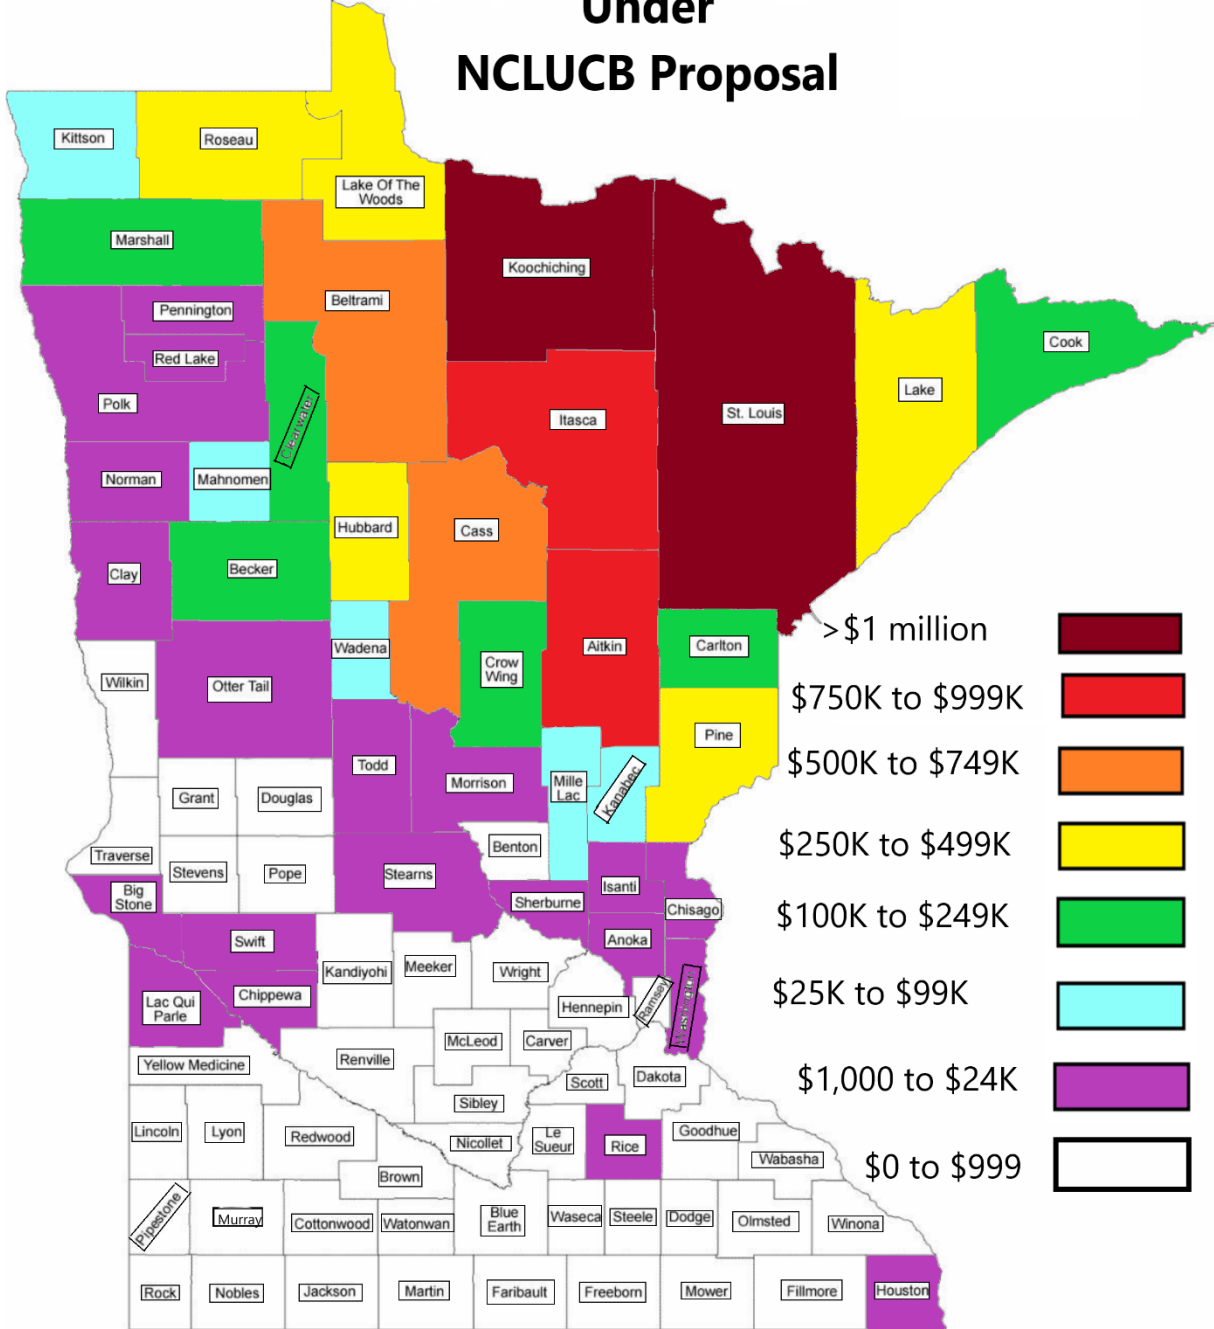 Under
NCLUCB Proposal
Kittson
Roseau
Lake Of The
Woods
Marshall
Koochiching
Beltrami
Pennington
Red Lake
Cook
Polk
Clearwater
Itasca
St. Louis
Lake
Norman
Mahnomen
Hubbard
Cass
Clay
Becker
>$1 million
Wadena
Aitkin
Carlton
Crow
Wing
Wilkin
Otter Tail
$750K to $999K
Pine
$500K to $749K
Todd
Morrison
Mille
Lac
Kanabec
Grant
Douglas
$250K to $499K
Benton
Traverse
Stevens
Pope
Stearns
Isanti
Big
Stone
Sherburne
Chisago
$100K to $249K
Swift
Anoka
Kandiyohi
Meeker
Wright
Lac Qui
Parle
Chippewa
Hennepin
Ramsey
Washington
$25K to $99K
McLeod
Carver
Yellow Medicine
Renville
Scott
Dakota
$1,000 to $24K
Sibley
Lincoln
Lyon
Redwood
Nicollet
Le
Sueur
Rice
Goodhue
Wabasha
$0 to $999
Brown
Pipestone
Murray
Cottonwood
Watonwan
Blue
Earth
Waseca
Steele
Dodge
Olmsted
Winona
Rock
Nobles
Jackson
Martin
Faribault
Freeborn
Mower
Fillmore
Houston